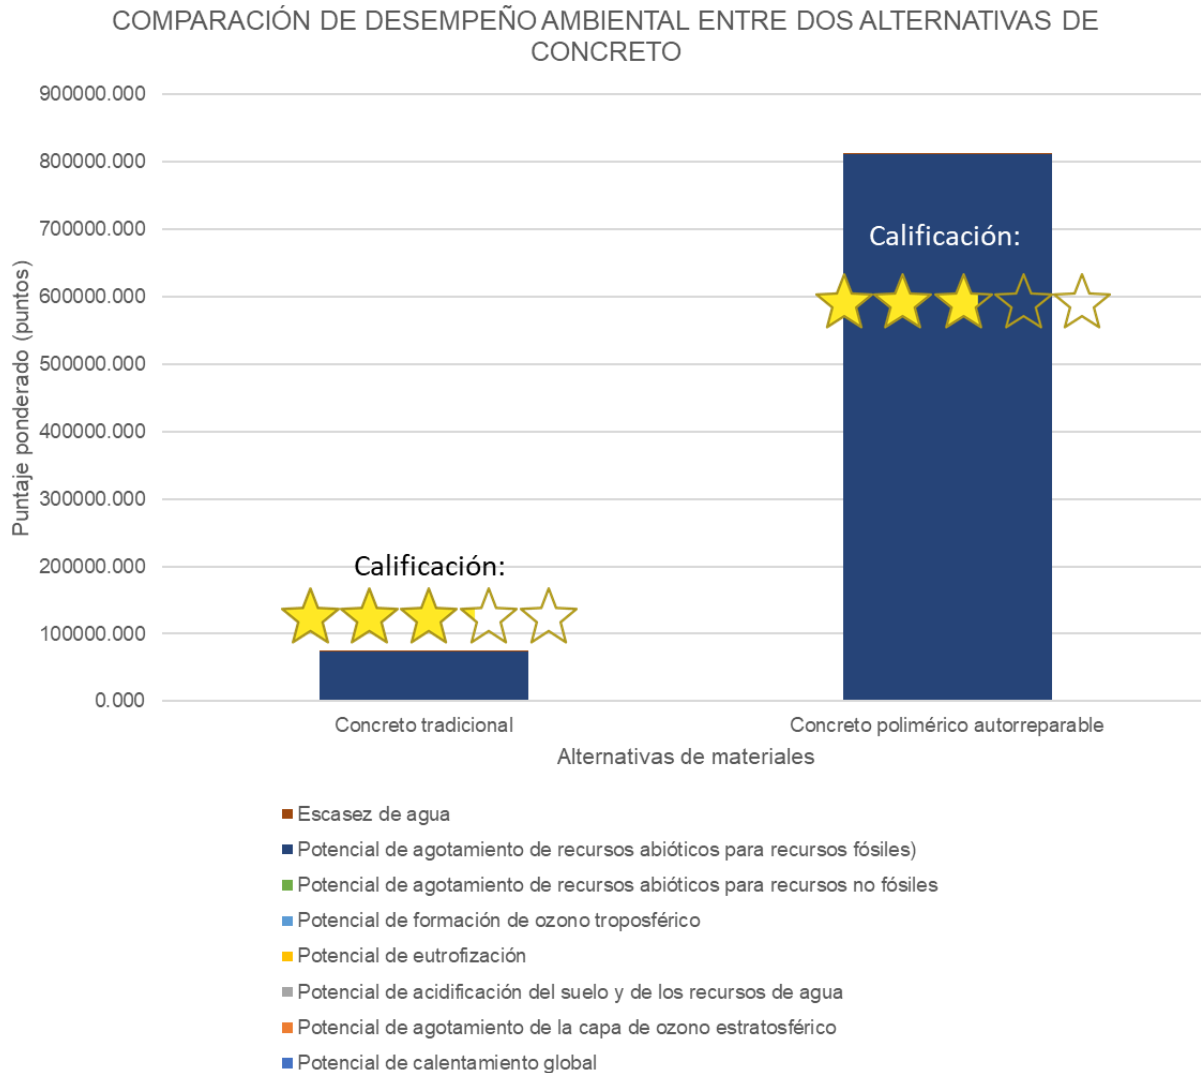 COMPARACIÓN DE DESEMPEÑO AMBIENTAL ENTRE DOS ALTERNATIVAS DE
CONCRETO
Puntaje ponderado (puntos)
900000.000
800000.000
700000.000
600000.000
500000.000
400000.000
300000.000
200000.000
100000.000
0.000
Calificación:
Calificación:
Concreto tradicional
Concreto polimérico autorreparable
Alternativas de materiales
Escasez de agua
Potencial de agotamiento de recursos abióticos para recursos fósiles)
Potencial de agotamiento de recursos abióticos para recursos no fósiles
Potencial de formación de ozono troposférico
Potencial de eutrofización
Potencial de acidificación del suelo y de los recursos de agua
Potencial de agotamiento de la capa de ozono estratosférico
Potencial de calentamiento global